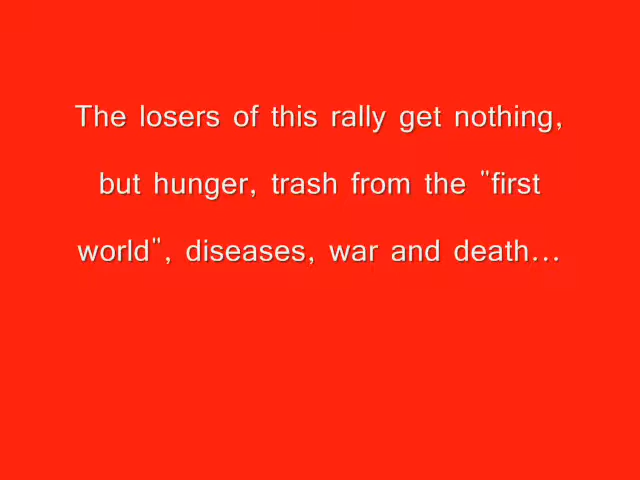 The losers of this rally get nothing,
but hunger, trash from the "first
world", diseases, war and death...